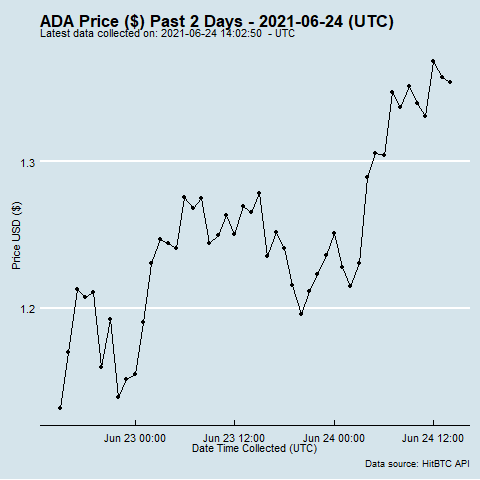 ADA Price ($) Past 2 Days - 2021-06-24 (UTC)
Latest data collected on: 2021-06-24 14:02:50  - UTC
1.3
Price USD ($)
1.2
Jun 23 00:00 Jun 23 12:00 Jun 24 00:00 Jun 24 12:00
Date Time Collected (UTC)
Data source: HitBTC API